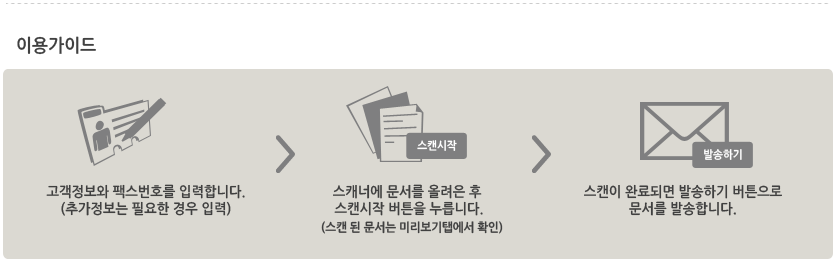 이용가이드
고객정보와 팩스번호를 입력합니다.
(추가정보는 필요한 경우 입력)
스캔시작
스캐너에 문서를 올려은 후
스캔시작 버튼을 누릅니다.
(스캔 된 문서는 미리보기탭에서 확인)
발송하기
스캔이 완료되면 발송하기 버튼으로
문서를 발송합니다.